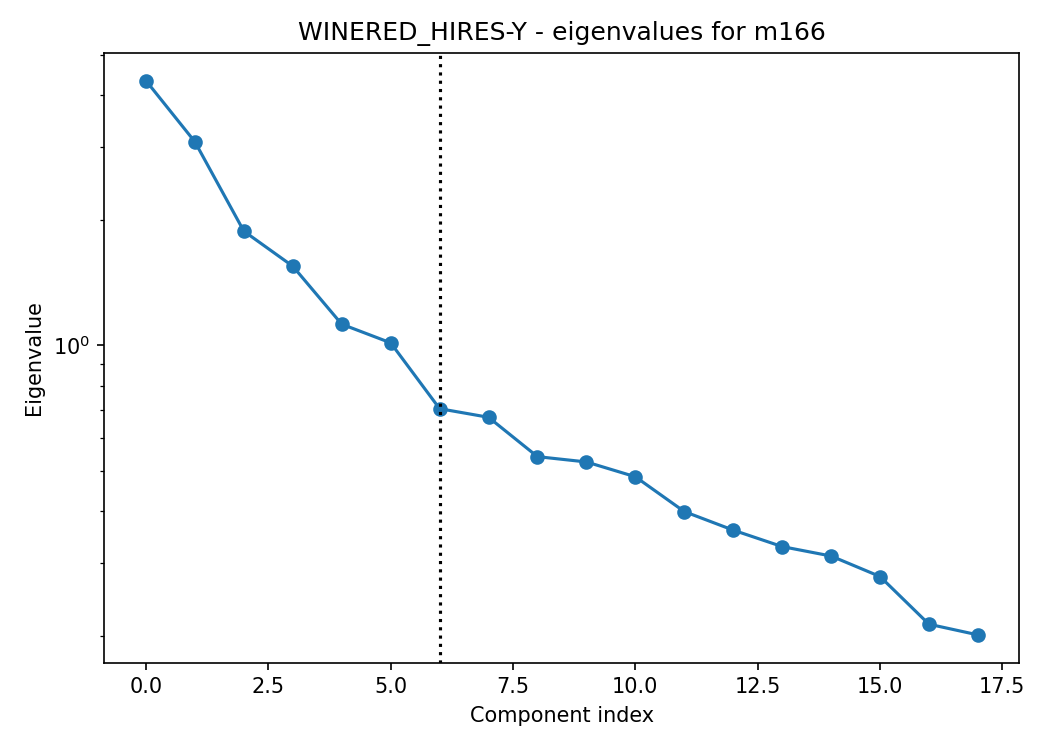 WINERED_HIRES-Y - eigenvalues for m166
Eigenvalue
10⁰
0.0 2.5 5.0 7.5 10.0 12.5 15.0 17.5
Component index